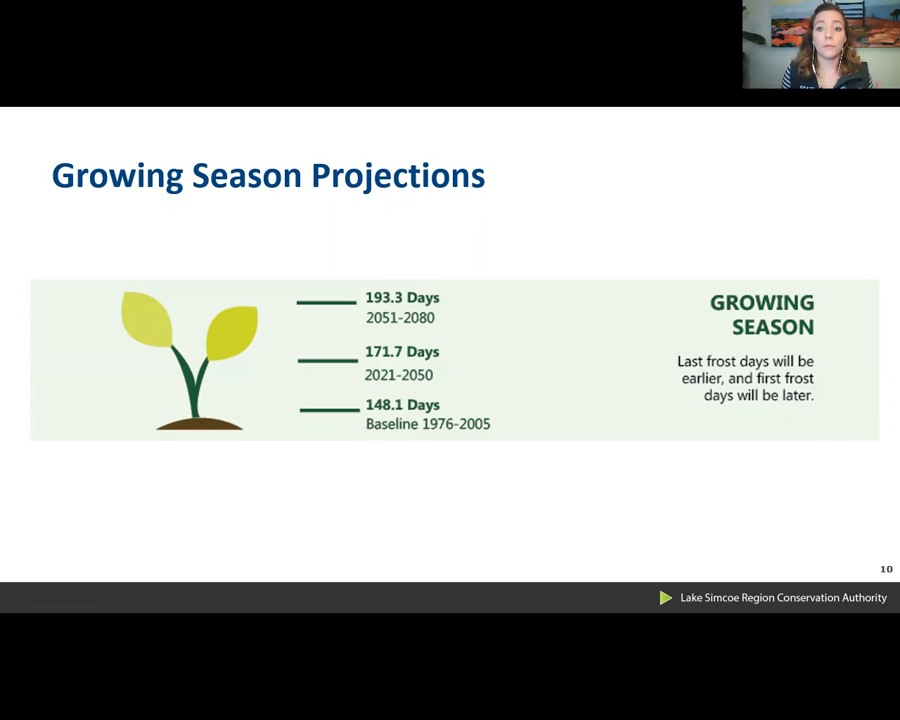 Growing Season Projections
193.3 Days
2051-2080
171.7 Days
2021-2050
148.1 Days
Baseline 1976-2005
GROWING
SEASON
Last frost days will be
earlier, and first frost
days will be later.
10
Lake Simcoe Region Conservation Authority